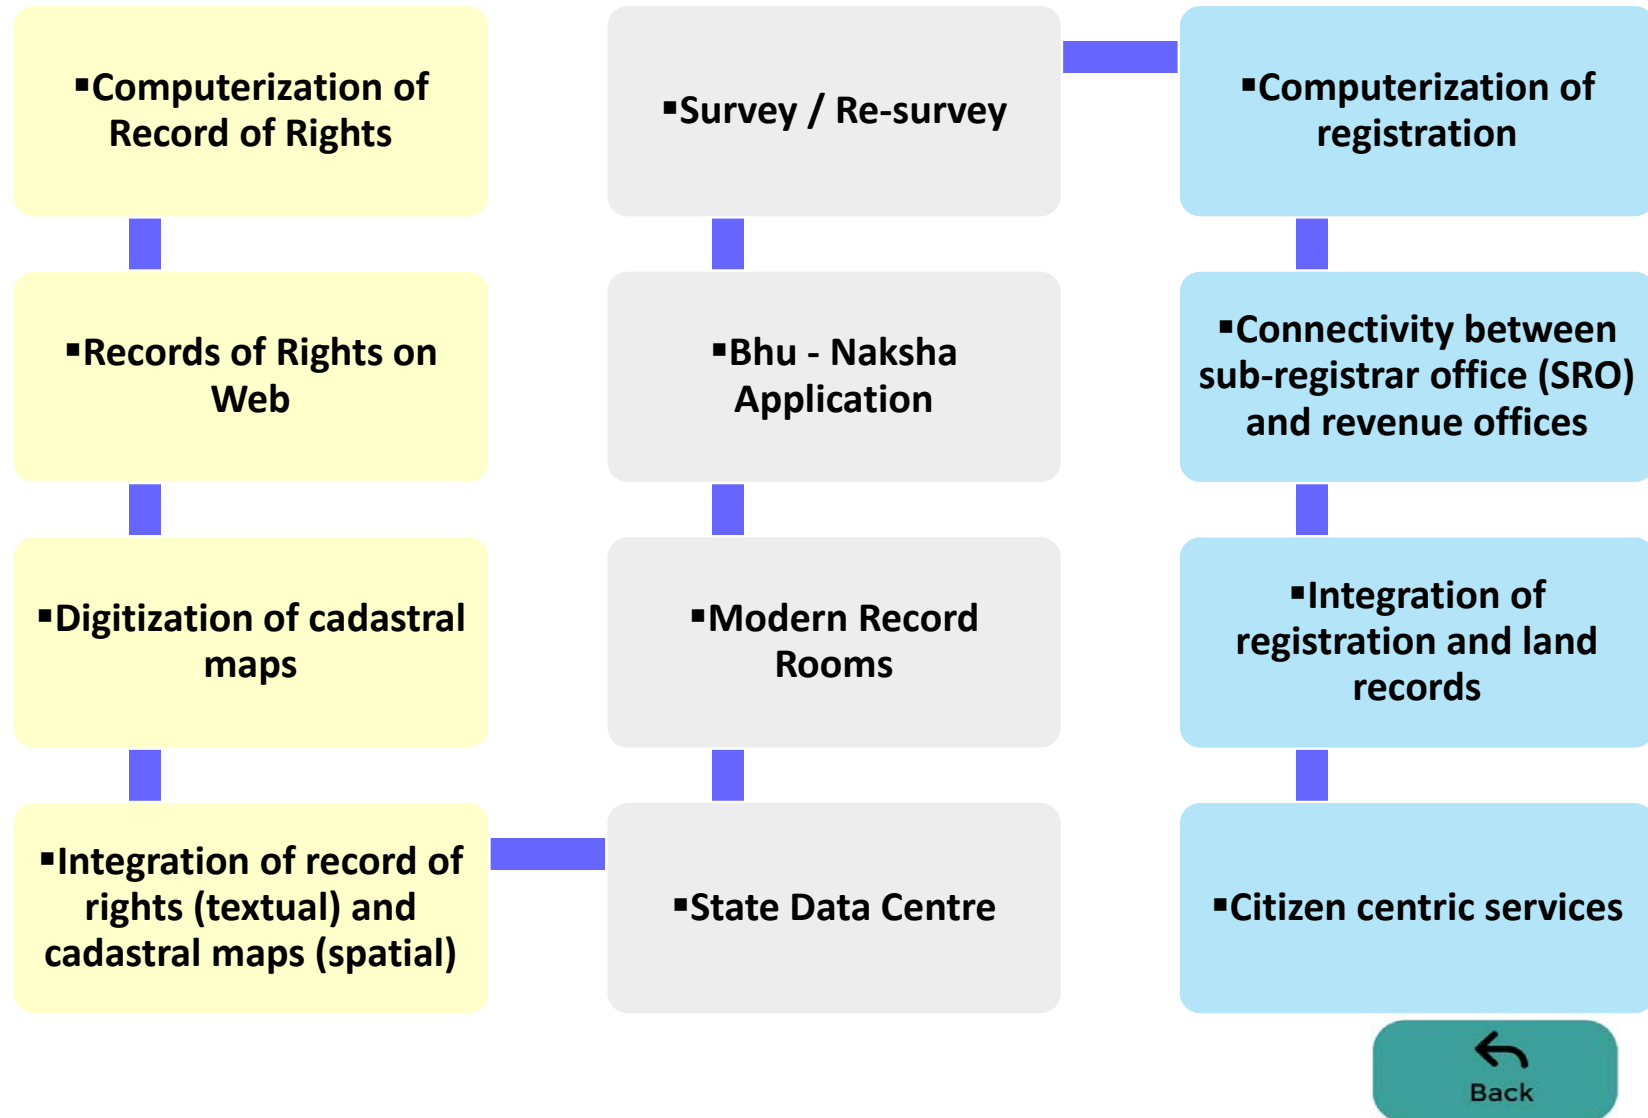 ▪Computerization of
Record of Rights
▪Records of Rights on
Web
▪Digitization of cadastral
maps
▪Integration of record of
rights (textual) and
cadastral maps (spatial)
▪State Data Centre
▪Modern Record
Rooms
▪Bhu - Naksha
Application
▪Survey / Re-survey
▪Computerization of
registration
▪Connectivity between
sub-registrar office (SRO)
and revenue offices
▪Integration of
registration and land
records
▪Citizen centric services
Back